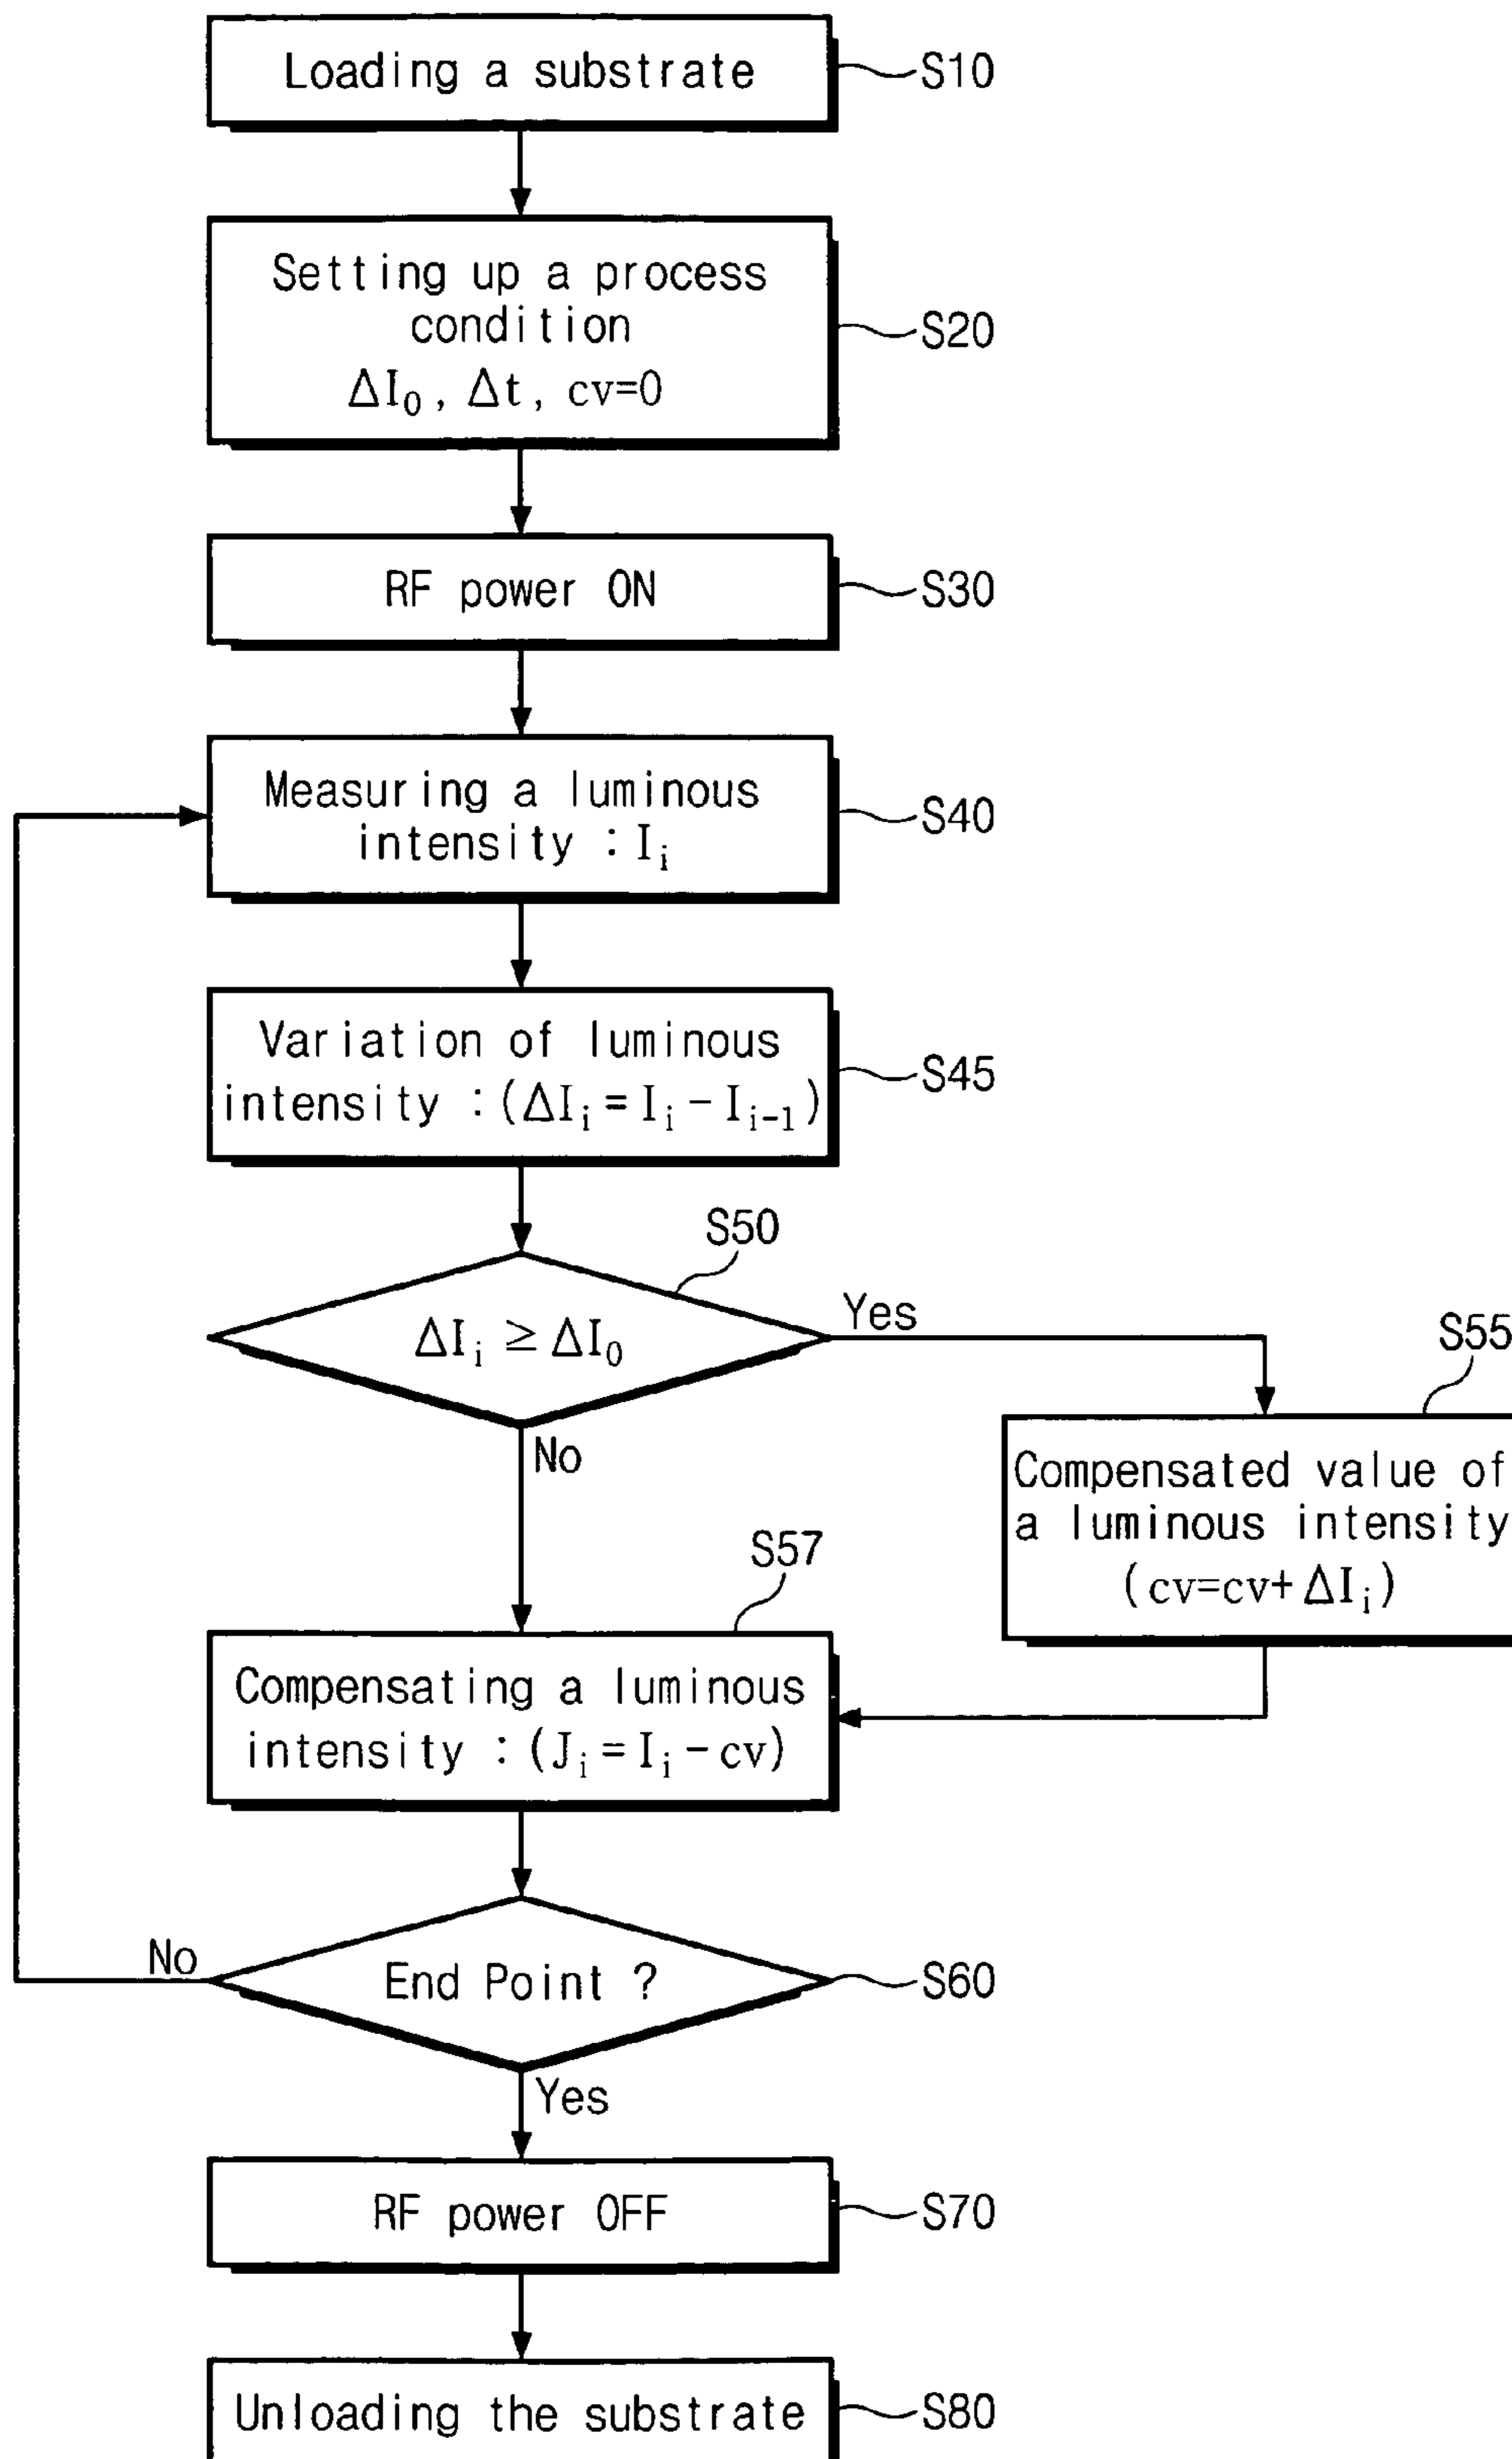 Loading a substrate
S10
Setting up a process
condition
ΔI₀, Δt, cv=0
S20
RF power ON
S30
Measuring a luminous
intensity : Iᵢ
S40
Variation of luminous
intensity : (ΔIᵢ = Iᵢ − Iᵢ₋₁)
S45
S50
ΔIᵢ ≥ ΔI₀
Yes
No
S55
Compensated value of
a luminous intensity
(cv=cv+ΔIᵢ)
S57
Compensating a luminous
intensity : (Jᵢ = Iᵢ − cv)
No
End Point ?
S60
Yes
RF power OFF
S70
Unloading the substrate
S80